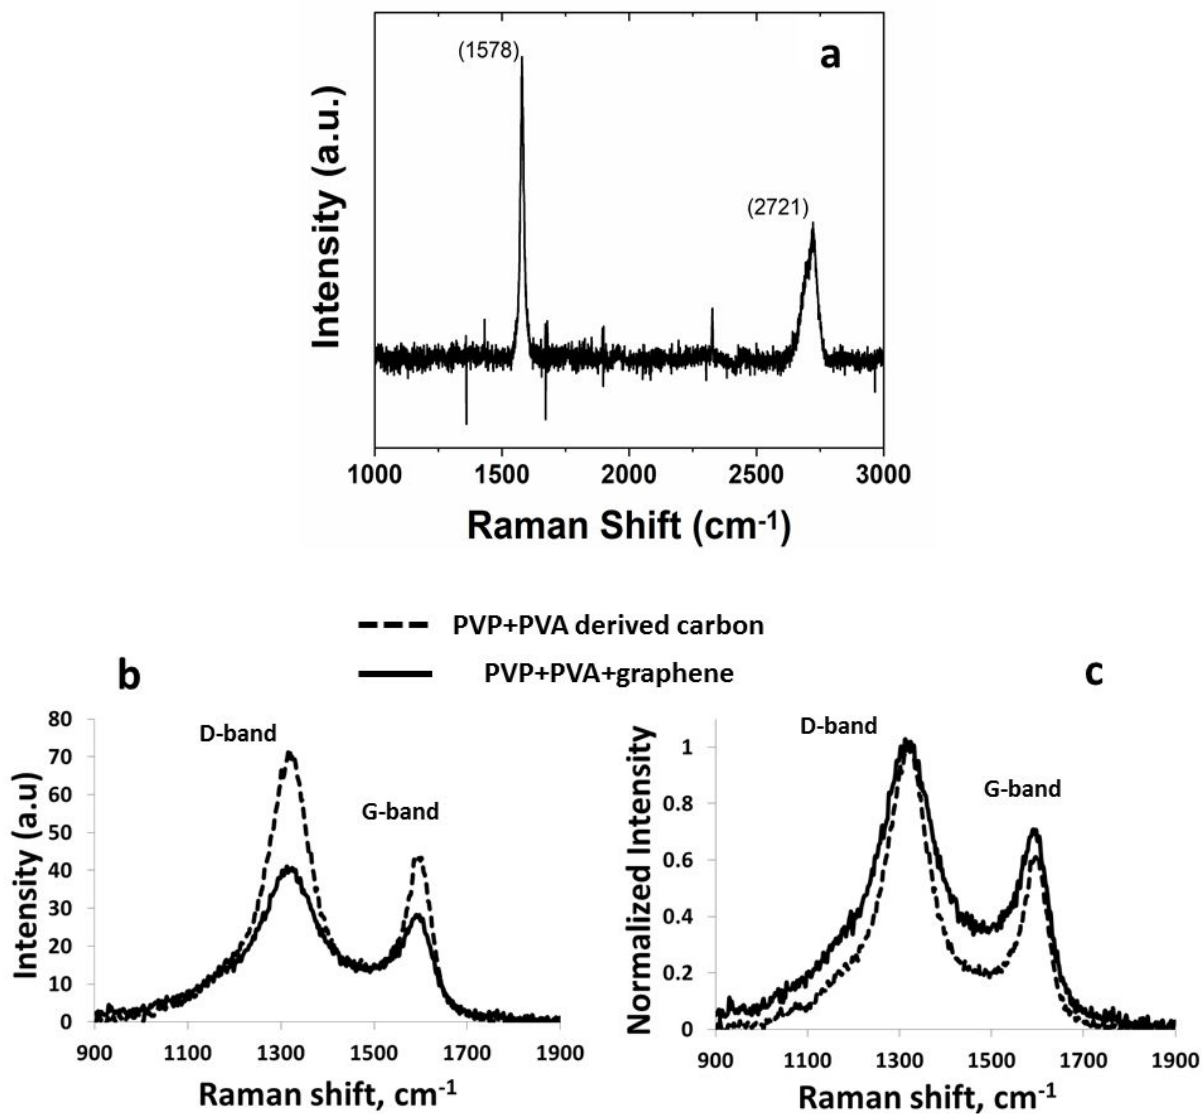 a
(1578)
(2721)
Intensity (a.u.)
1000 1500 2000 2500 3000
Raman Shift (cm-1)
PVP+PVA derived carbon
PVP+PVA+graphene
b
D-band
G-band
Intensity (a.u)
80
70
60
50
40
30
20
10
0
900 1100 1300 1500 1700 1900
Raman shift, cm-1
c
D-band
G-band
Normalized Intensity
1
0.8
0.6
0.4
0.2
0
900 1100 1300 1500 1700 1900
Raman shift, cm-1